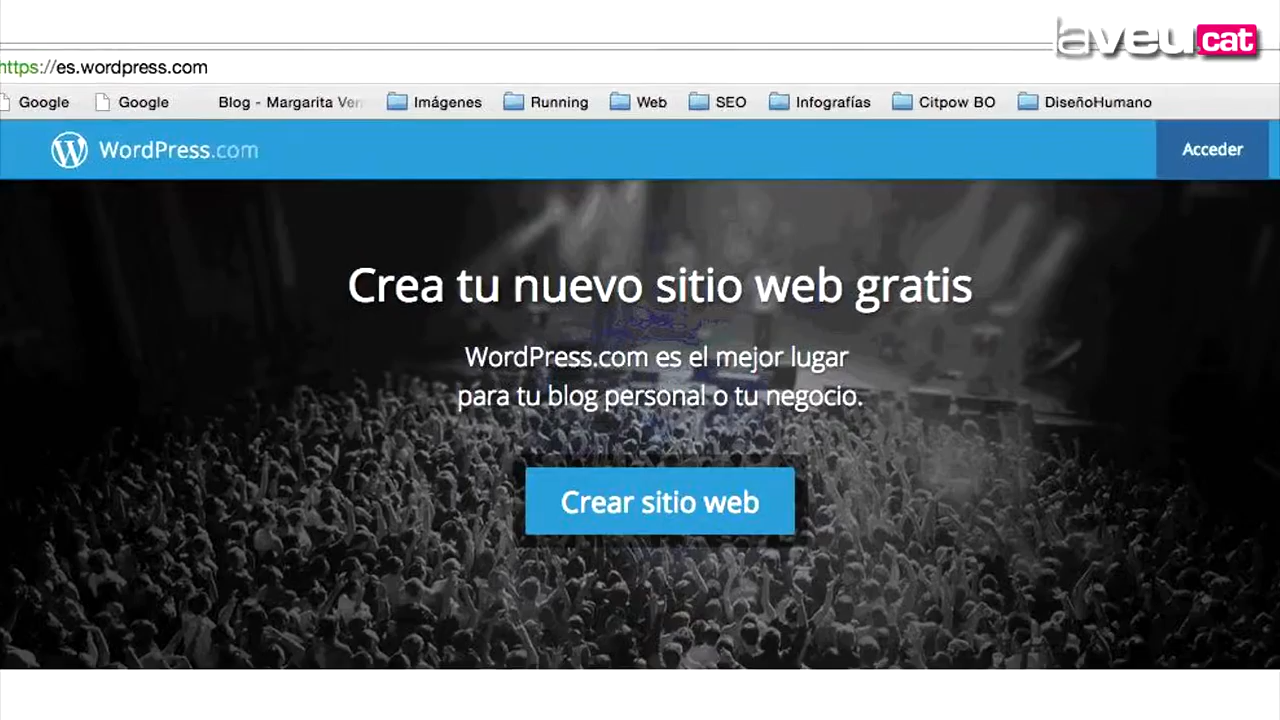 laveu cat
https://es.wordpress.com
Google Google Blog - Margarita Imágenes Running Web SEO Infografías Citpow BO DiseñoHumano
WordPress.com Acceder
Crea tu nuevo sitio web gratis
WordPress.com es el mejor lugar
para tu blog personal o tu negocio.
Crear sitio web